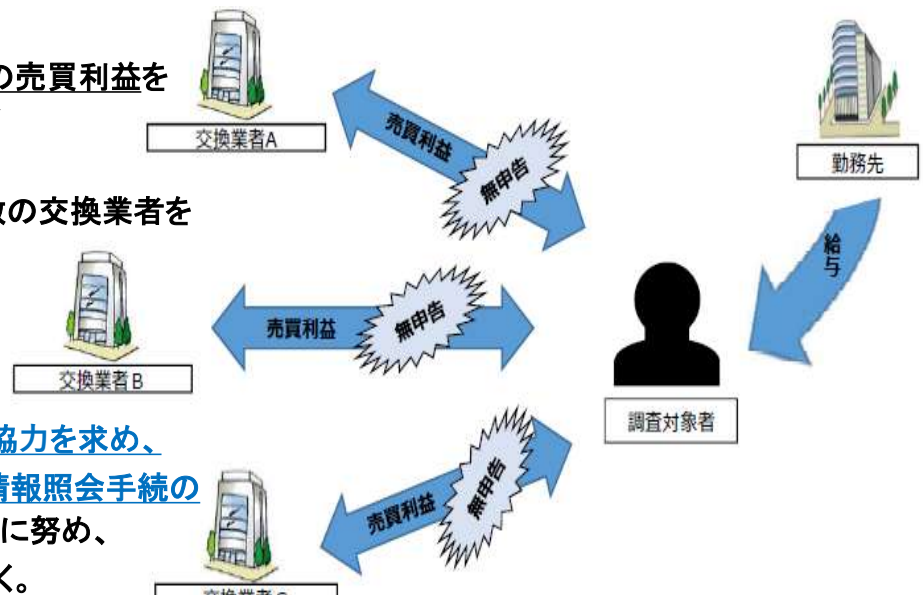 の売買利益を
交換業者A
売買利益
無申告
勤務先
の交換業者を
給与
売買利益
無申告
交換業者B
調査対象者
協力を求め、
情報照会手続の
に努め、
く。
売買利益
無申告